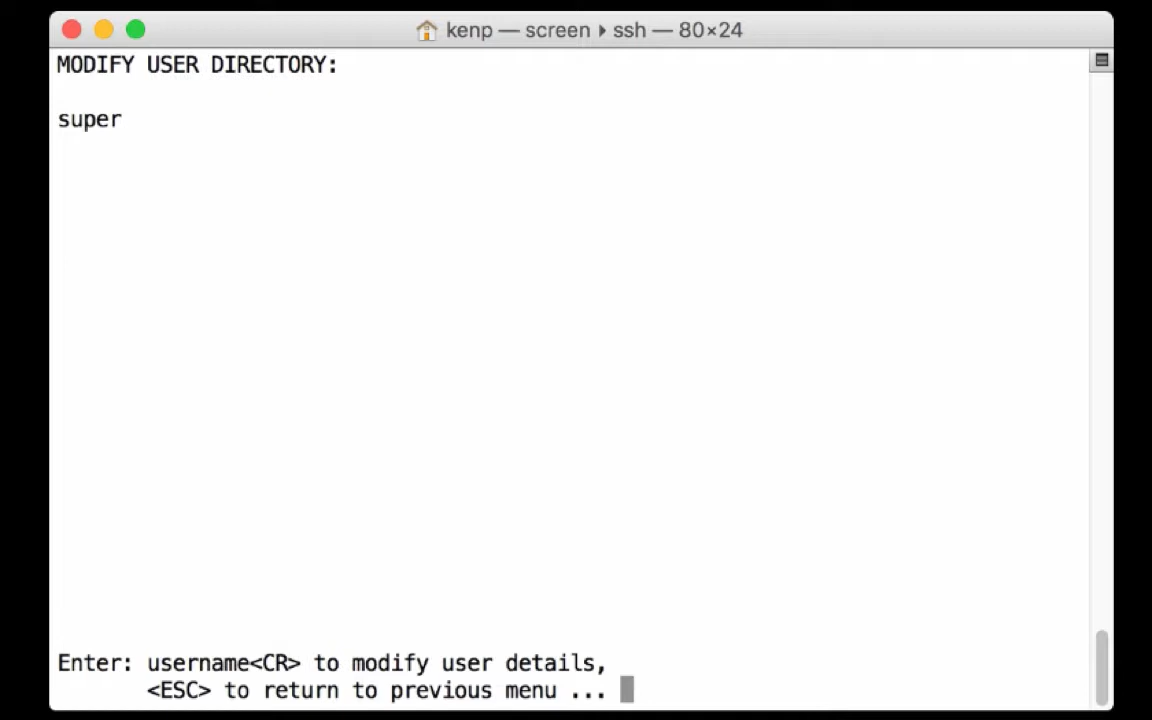 kenp — screen ▸ ssh — 80×24
MODIFY USER DIRECTORY:
super
Enter: username<CR> to modify user details,
<ESC> to return to previous menu ...